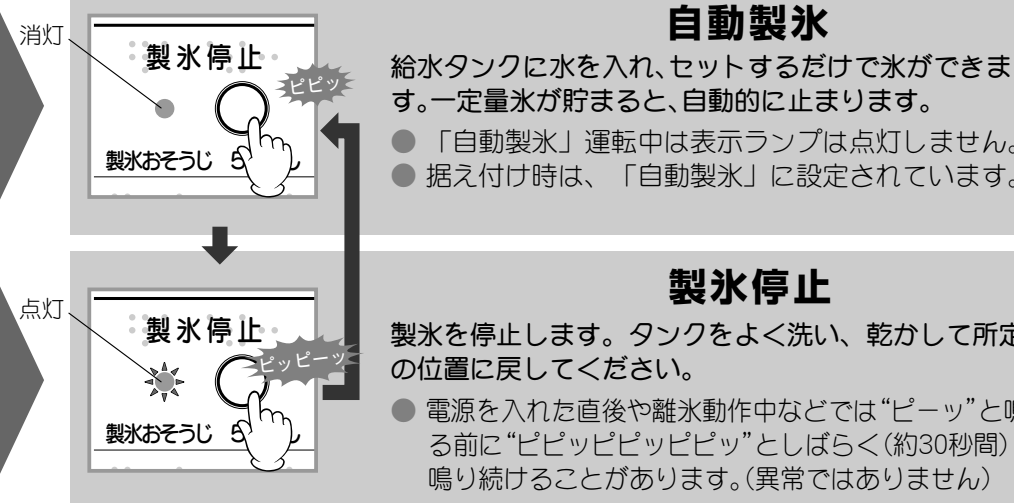 消灯
製氷停止
ピピッ
製氷おそうじ 5
ん
自動製氷
給水タンクに水を入れ、セットするだけで氷ができま
す。一定量氷が貯まると、自動的に止まります。
● 「自動製氷」運転中は表示ランプは点灯しません。
● 据え付け時は、「自動製氷」に設定されています。
点灯
製氷停止
ピッピーッ
製氷おそうじ
し
製氷停止
製氷を停止します。タンクをよく洗い、乾かして所定
の位置に戻してください。
● 電源を入れた直後や離氷動作中などでは“ピーッ”と鳴
る前に“ピピッピピッピピッ”としばらく(約30秒間)
鳴り続けることがあります。(異常ではありません)